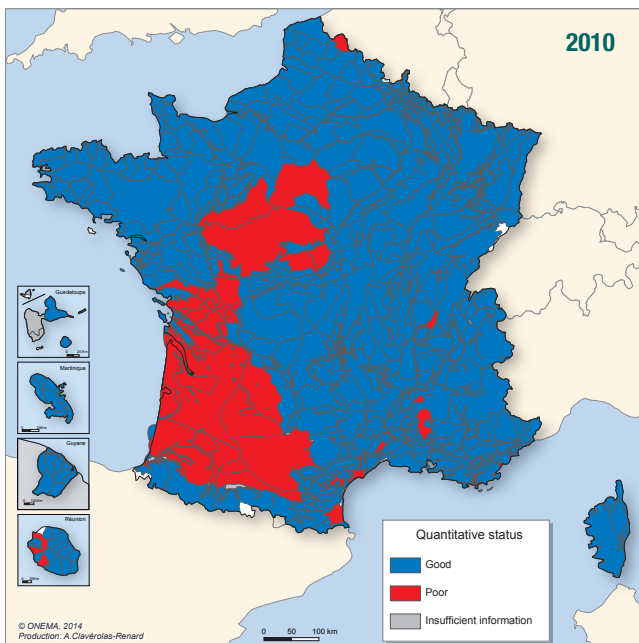 2010
Guadeloupe
Martinique
Guyane
Réunion
Quantitative status
Good
Poor
Insufficient information
© ONEMA, 2014
Production: A.Clavérolas-Renard
0 50 100 km